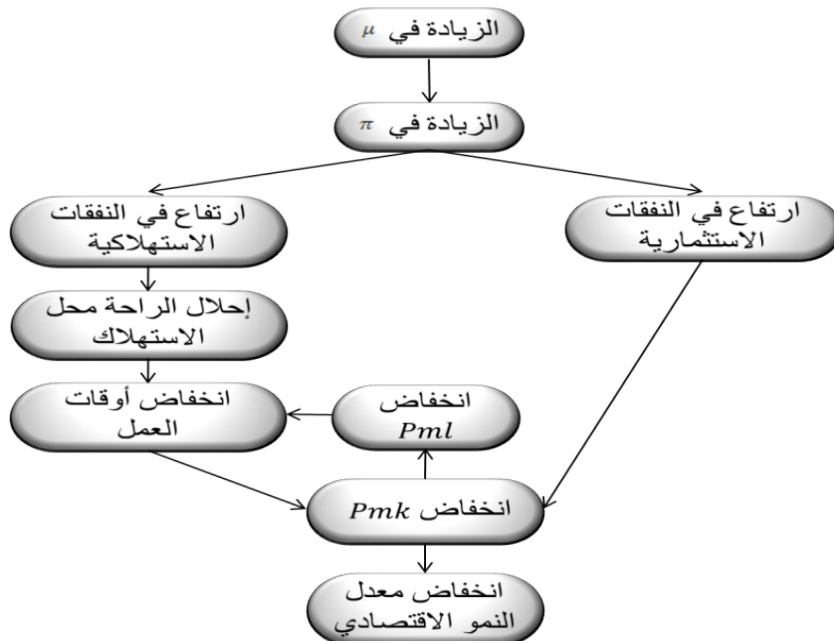 الزيادة في μ
الزيادة في π
ارتفاع في النفقات
الاستثمارية
ارتفاع في النفقات
الاستهلاكية
إحلال الراحة محل
الاستهلاك
انخفاض أوقات
العمل
انخفاض
Pml
انخفاض Pmk
انخفاض معدل
النمو الاقتصادي